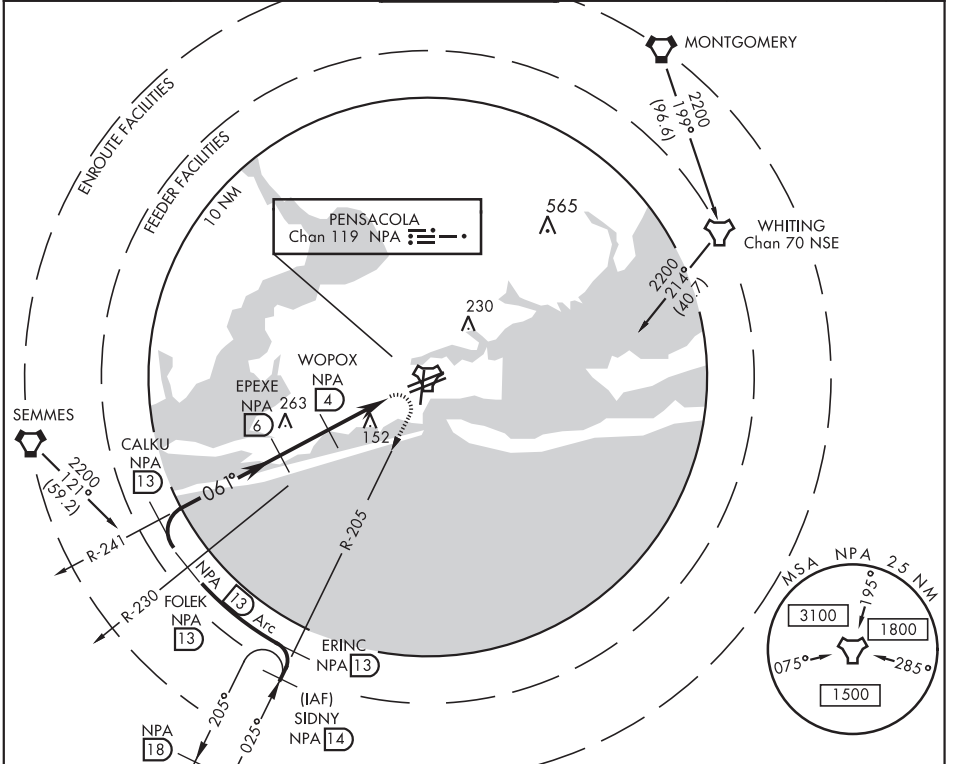 MONTGOMERY
2200
199°
(96.6)
ENROUTE FACILITIES
FEEDER FACILITIES
10 NM
PENSACOLA
Chan 119 NPA
565
WHITING
Chan 70 NSE
2200
214°
(40.7)
230
WOPOX
NPA
4
EPEXE
NPA
6
263
152
SEMMES
2200
121°
(59.2)
CALKU
NPA
13
061°
R-241
R-230
R-205
NPA 13 Arc
FOLEK
NPA
13
ERINC
NPA 13
(IAF)
SIDNY
NPA 14
205°
025°
NPA
18
MSA NPA 25 NM
195°
3100
1800
075°
285°
1500